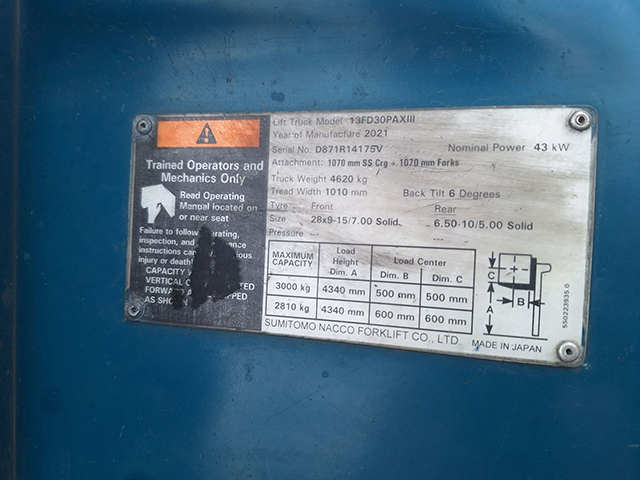 Trained Operators and
Mechanics Only
Read Operating
Manual located on
or near seat
Failure to follow operating,
inspection, and
instructions can
injury or death
CAPACITY
VERTICAL
FORWARD
AS SHOWN
Lift Truck Model 13FD30PAXIII
Year of Manufacture 2021
Serial No. D871R14175V Nominal Power 43 kW
Attachment: 1070 mm SS Crg + 1070 mm Forks
Truck Weight 4620 kg
Tread Width 1010 mm Back Tilt 6 Degrees
Tyre Front Rear
Size 28x9-15/7.00 Solid 6.50-10/5.00 Solid
Pressure --- ---
MAXIMUM CAPACITY Load Height Dim. A Load Center Dim. B Dim. C
3000 kg 4340 mm 500 mm 500 mm
2810 kg 4340 mm 600 mm 600 mm
C
B
A
SUMITOMO NACCO FORKLIFT CO., LTD. MADE IN JAPAN
550223935.0